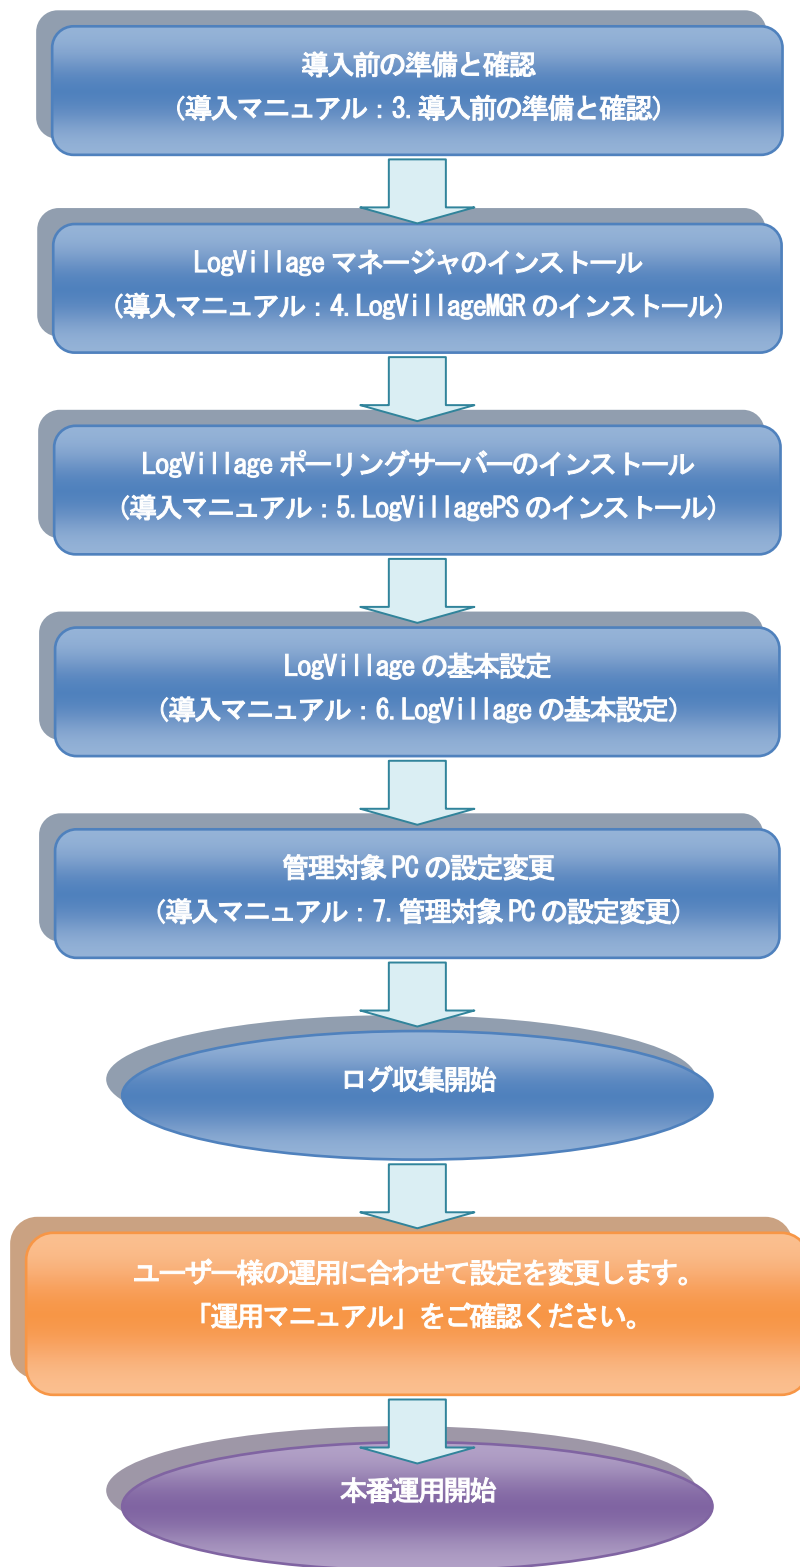 導入前の準備と確認
(導入マニュアル：3.導入前の準備と確認)
LogVillage マネージャのインストール
(導入マニュアル：4.LogVillageMGR のインストール)
LogVillage ポーリングサーバーのインストール
(導入マニュアル：5.LogVillagePS のインストール)
LogVillage の基本設定
(導入マニュアル：6.LogVillage の基本設定)
管理対象 PC の設定変更
(導入マニュアル：7.管理対象 PC の設定変更)
ログ収集開始
ユーザー様の運用に合わせて設定を変更します。
「運用マニュアル」をご確認ください。
本番運用開始